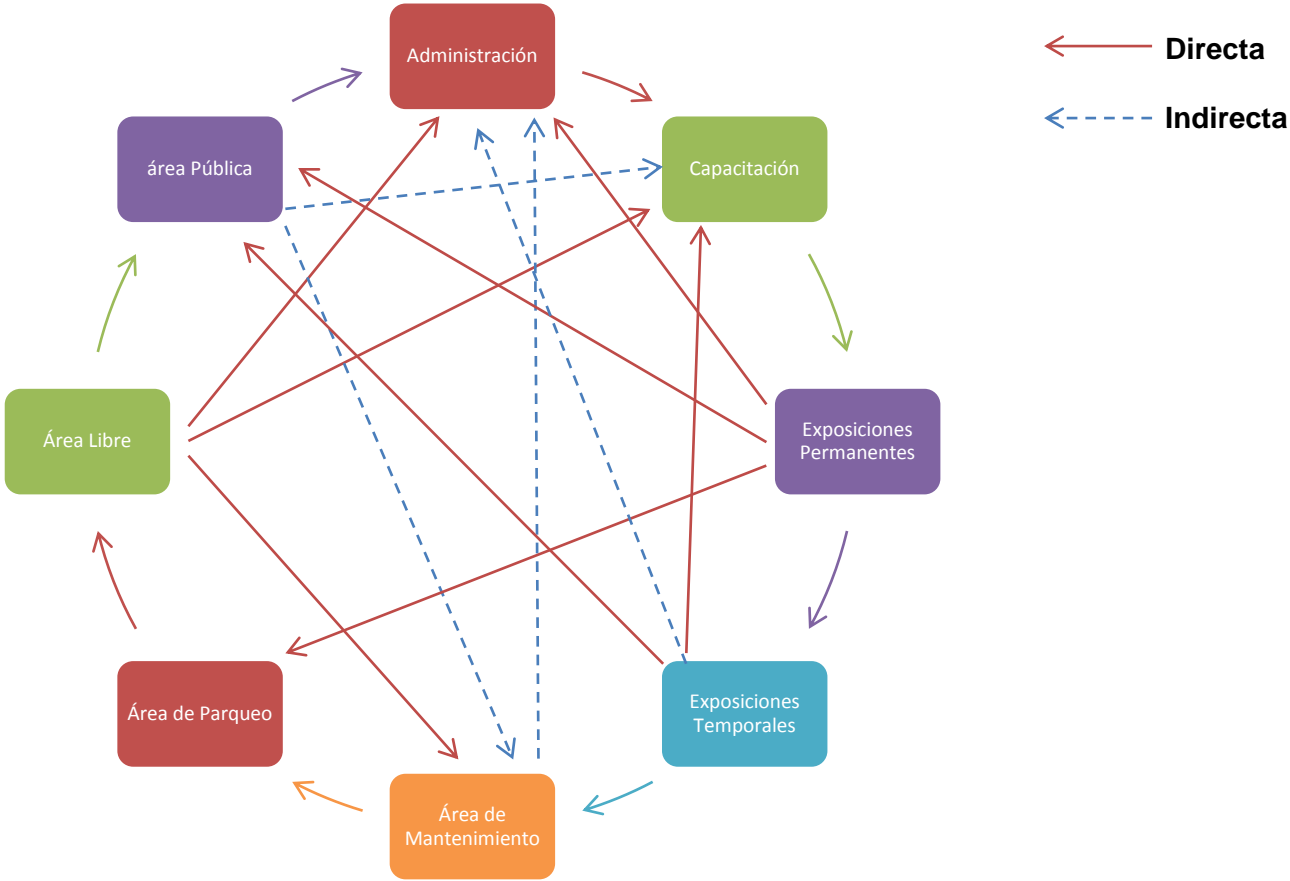 Administración
Directa
Indirecta
área Pública
Capacitación
Área Libre
Exposiciones
Permanentes
Área de Parqueo
Exposiciones
Temporales
Área de
Mantenimiento